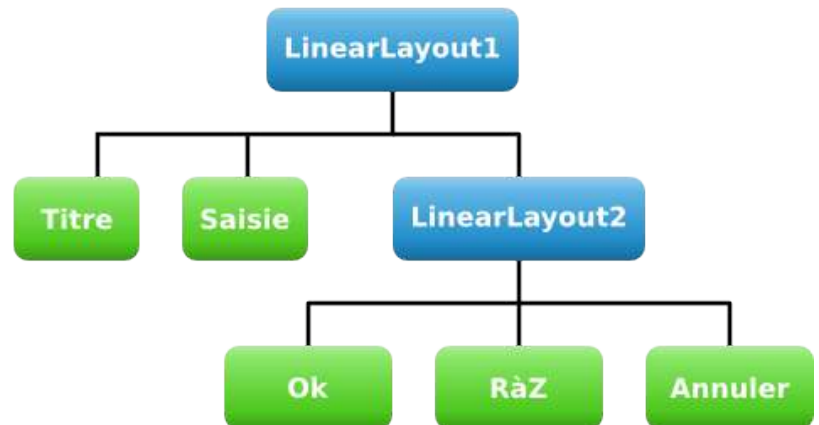 LinearLayout1
Titre
Saisie
LinearLayout2
Ok
RàZ
Annuler